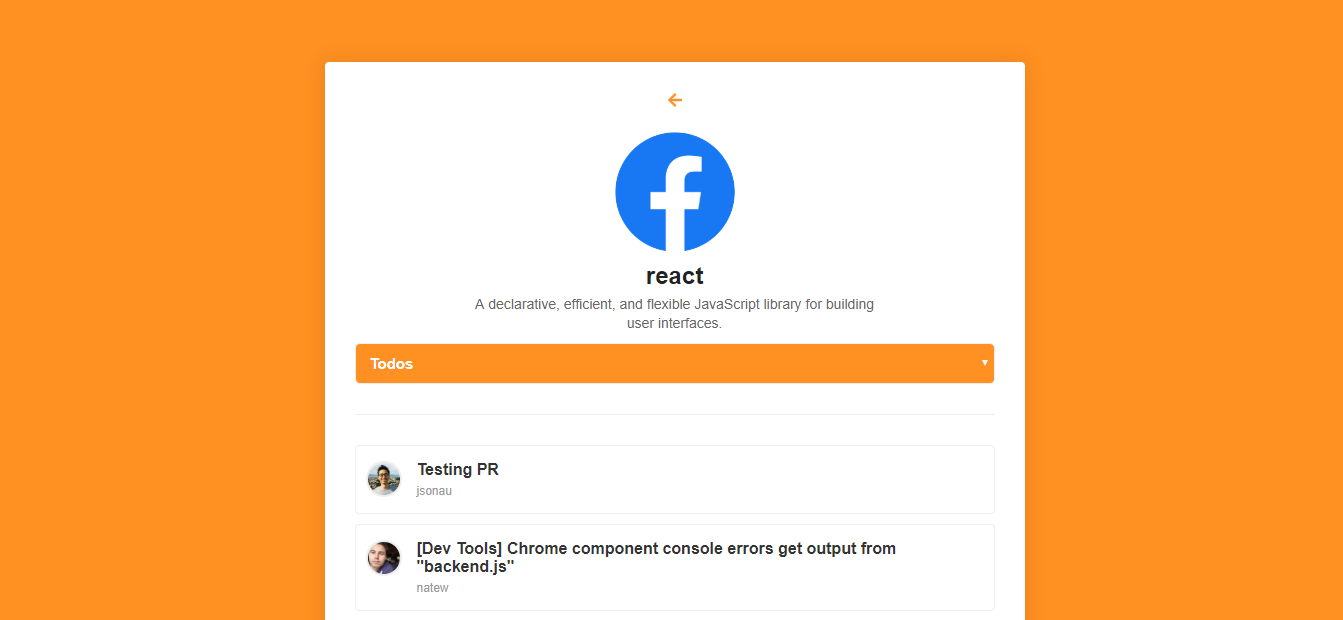 react
A declarative, efficient, and flexible JavaScript library for building
user interfaces.
Todos
Testing PR
jsonau
[Dev Tools] Chrome component console errors get output from
"backend.js"
natew